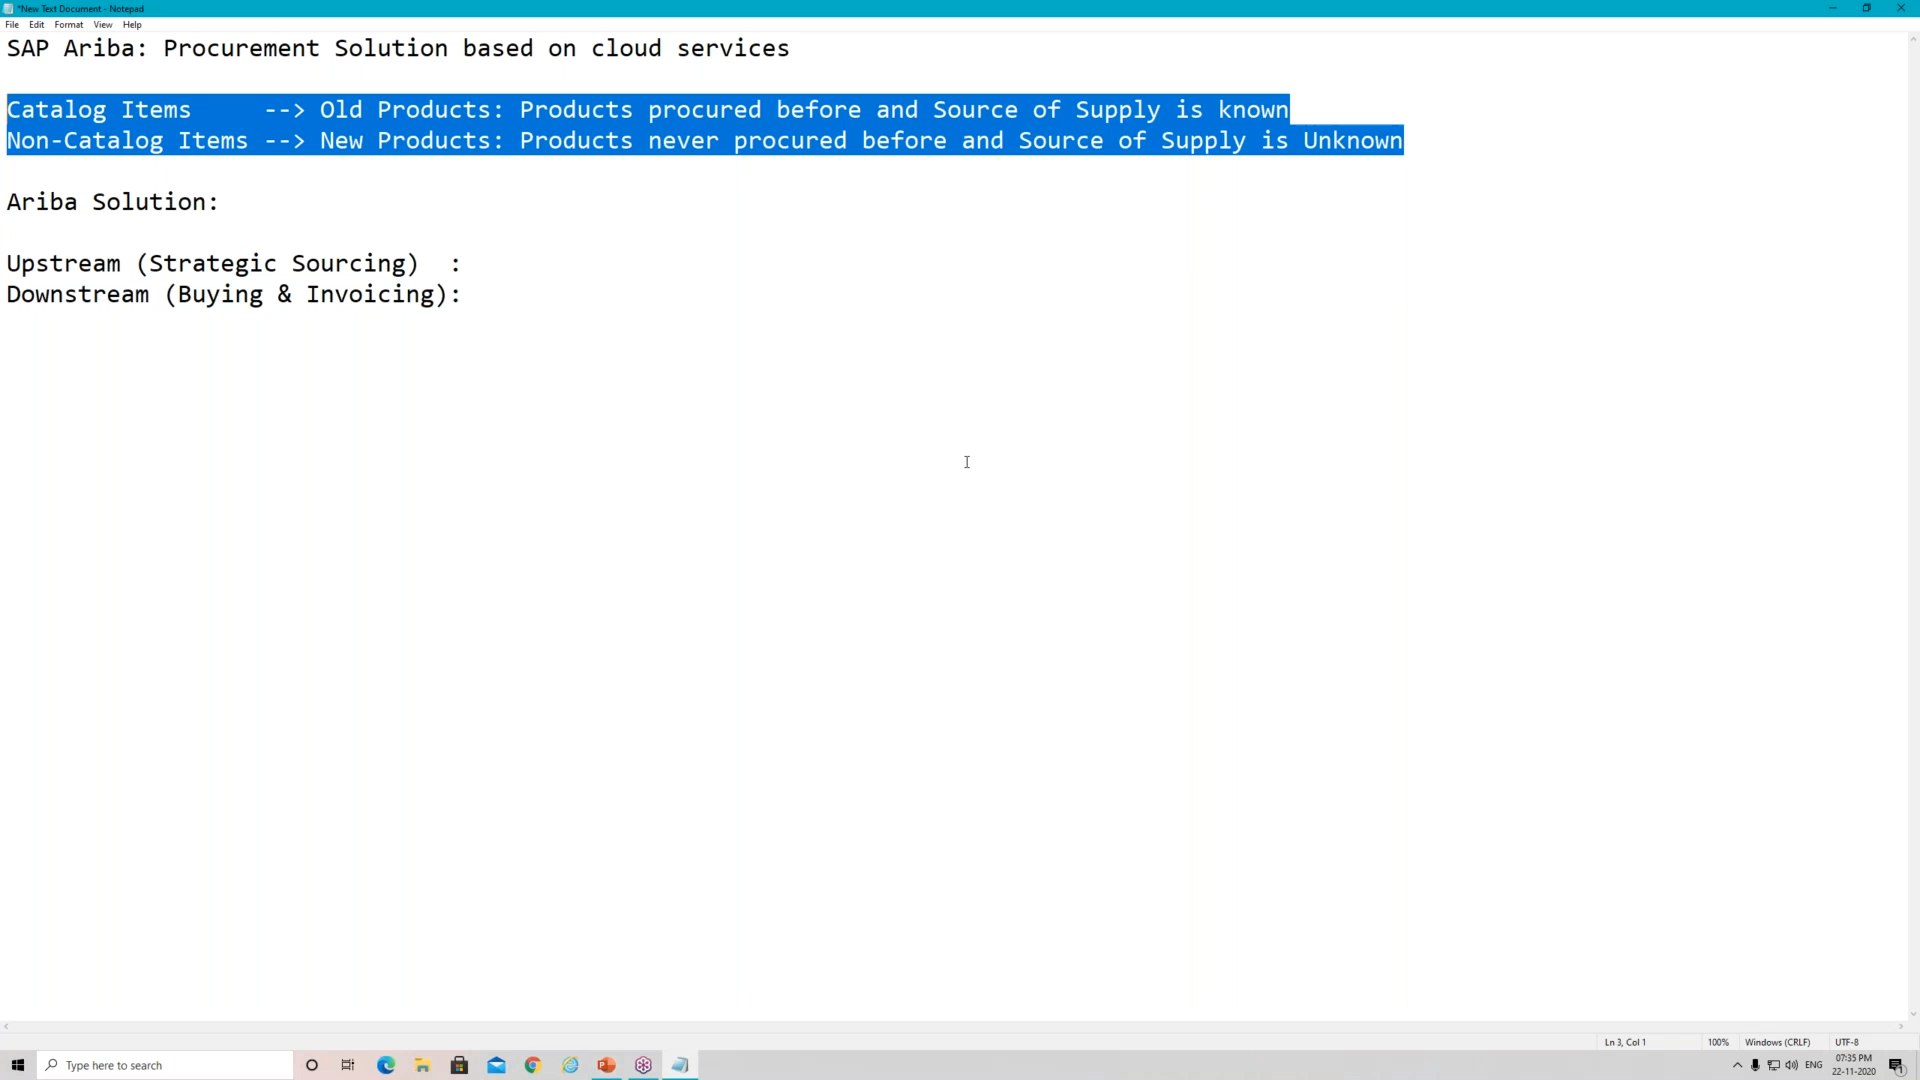 *New Text Document - Notepad
File Edit Format View Help
SAP Ariba: Procurement Solution based on cloud services
Catalog Items     --> Old Products: Products procured before and Source of Supply is known
Non-Catalog Items --> New Products: Products never procured before and Source of Supply is Unknown
Ariba Solution:
Upstream (Strategic Sourcing)  :
Downstream (Buying & Invoicing):
Ln 3, Col 1 100% Windows (CRLF) UTF-8
Type here to search
ENG
07:35 PM
22-11-2020
1